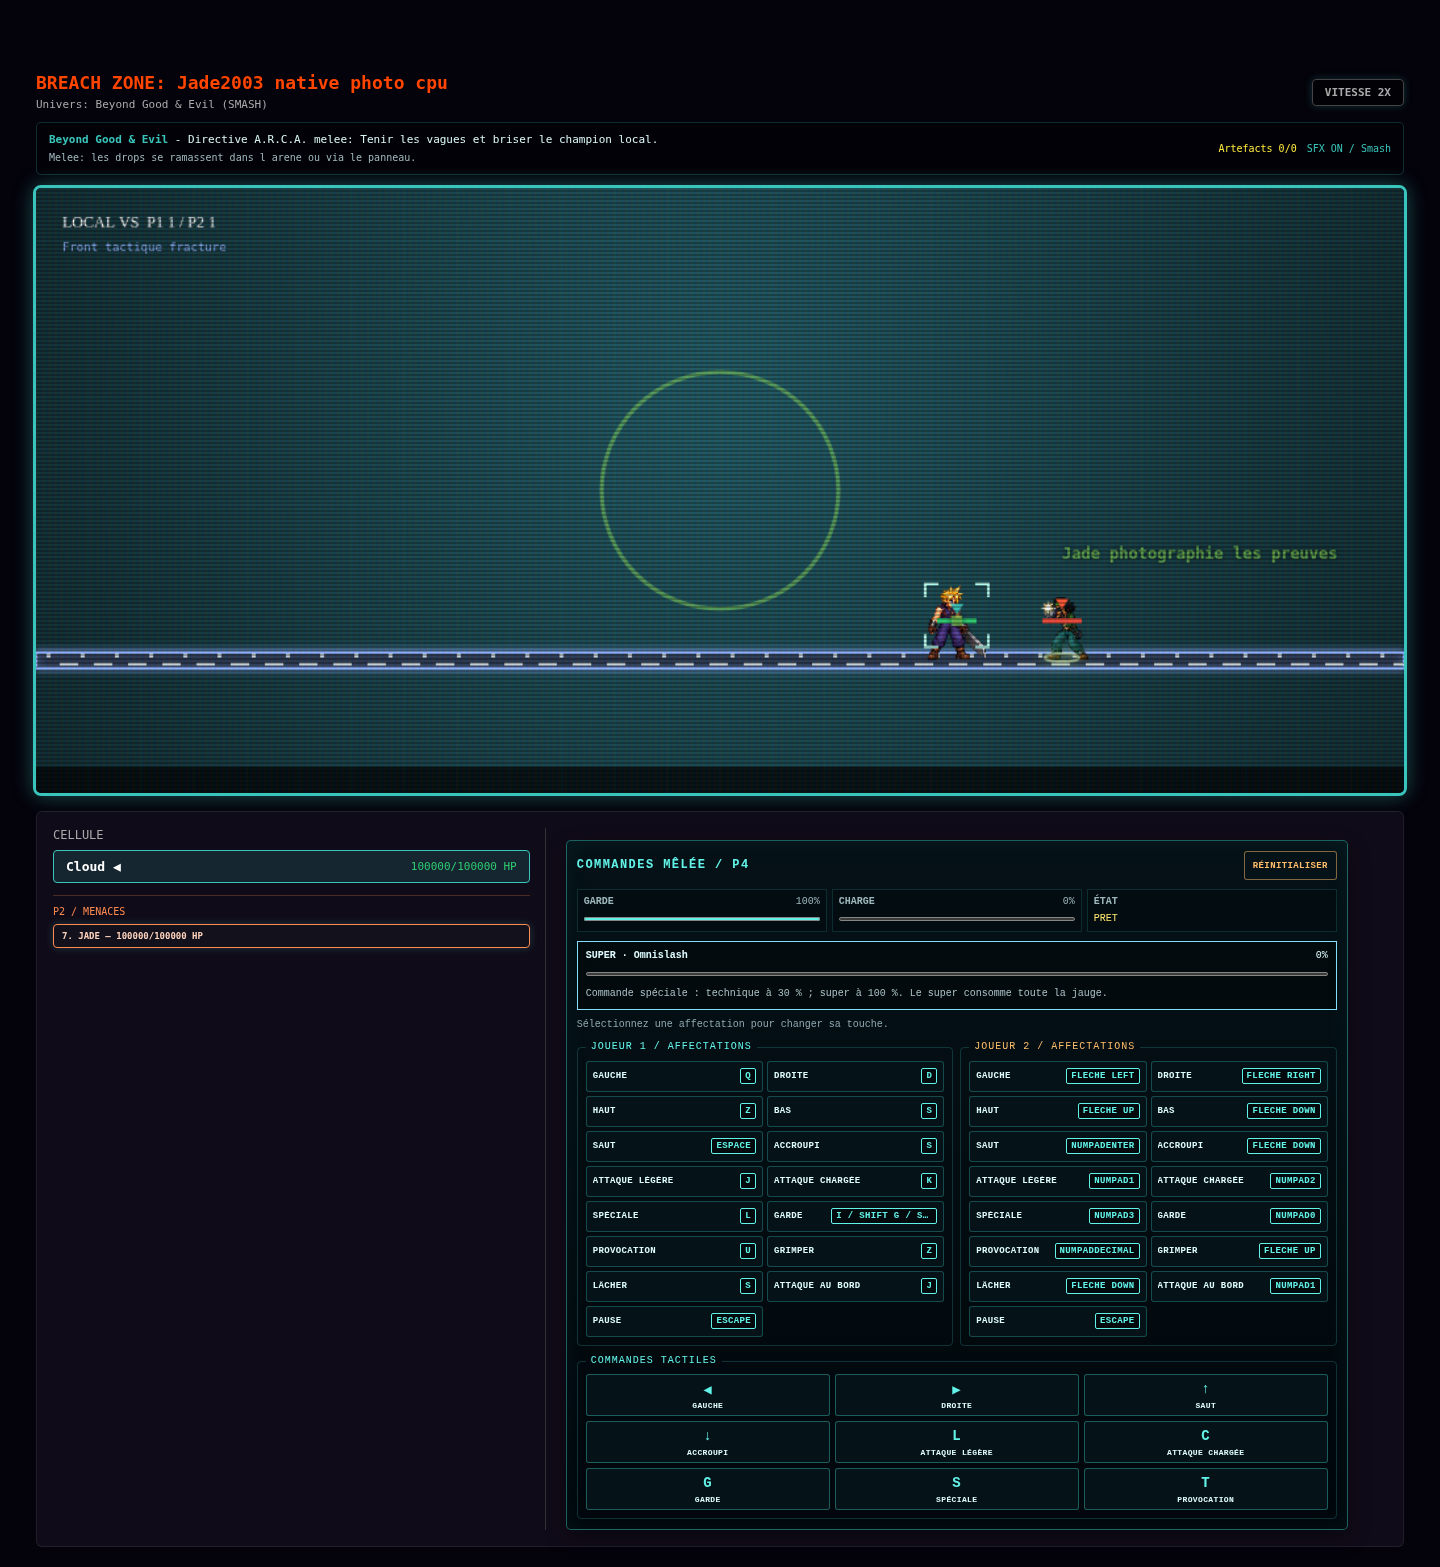 BREACH ZONE: Jade2003 native photo cpu
Univers: Beyond Good & Evil (SMASH)
VITESSE 2X
Beyond Good & Evil - Directive A.R.C.A. melee: Tenir les vagues et briser le champion local.
Melee: les drops se ramassent dans l arene ou via le panneau.
Artefacts 0/0 SFX ON / Smash
LOCAL VS P1 1 / P2 1
Front tactique fracture
Jade photographie les preuves
CELLULE
Cloud ◀ 100000/100000 HP
P2 / MENACES
7. JADE — 100000/100000 HP
COMMANDES MÊLÉE / P4
RÉINITIALISER
GARDE 100%
CHARGE 0%
ÉTAT
PRET
SUPER · Omnislash 0%
Commande spéciale : technique à 30 % ; super à 100 %. Le super consomme toute la jauge.
Sélectionnez une affectation pour changer sa touche.
JOUEUR 1 / AFFECTATIONS
GAUCHE Q DROITE D
HAUT Z BAS S
SAUT ESPACE ACCROUPI S
ATTAQUE LÉGÈRE J ATTAQUE CHARGÉE K
SPÉCIALE L GARDE I / SHIFT G / S…
PROVOCATION U GRIMPER Z
LÂCHER S ATTAQUE AU BORD J
PAUSE ESCAPE
JOUEUR 2 / AFFECTATIONS
GAUCHE FLECHE LEFT DROITE FLECHE RIGHT
HAUT FLECHE UP BAS FLECHE DOWN
SAUT NUMPADENTER ACCROUPI FLECHE DOWN
ATTAQUE LÉGÈRE NUMPAD1 ATTAQUE CHARGÉE NUMPAD2
SPÉCIALE NUMPAD3 GARDE NUMPAD0
PROVOCATION NUMPADDECIMAL GRIMPER FLECHE UP
LÂCHER FLECHE DOWN ATTAQUE AU BORD NUMPAD1
PAUSE ESCAPE
COMMANDES TACTILES
◀ ▶ ↑
GAUCHE DROITE SAUT
↓ L C
ACCROUPI ATTAQUE LÉGÈRE ATTAQUE CHARGÉE
G S T
GARDE SPÉCIALE PROVOCATION